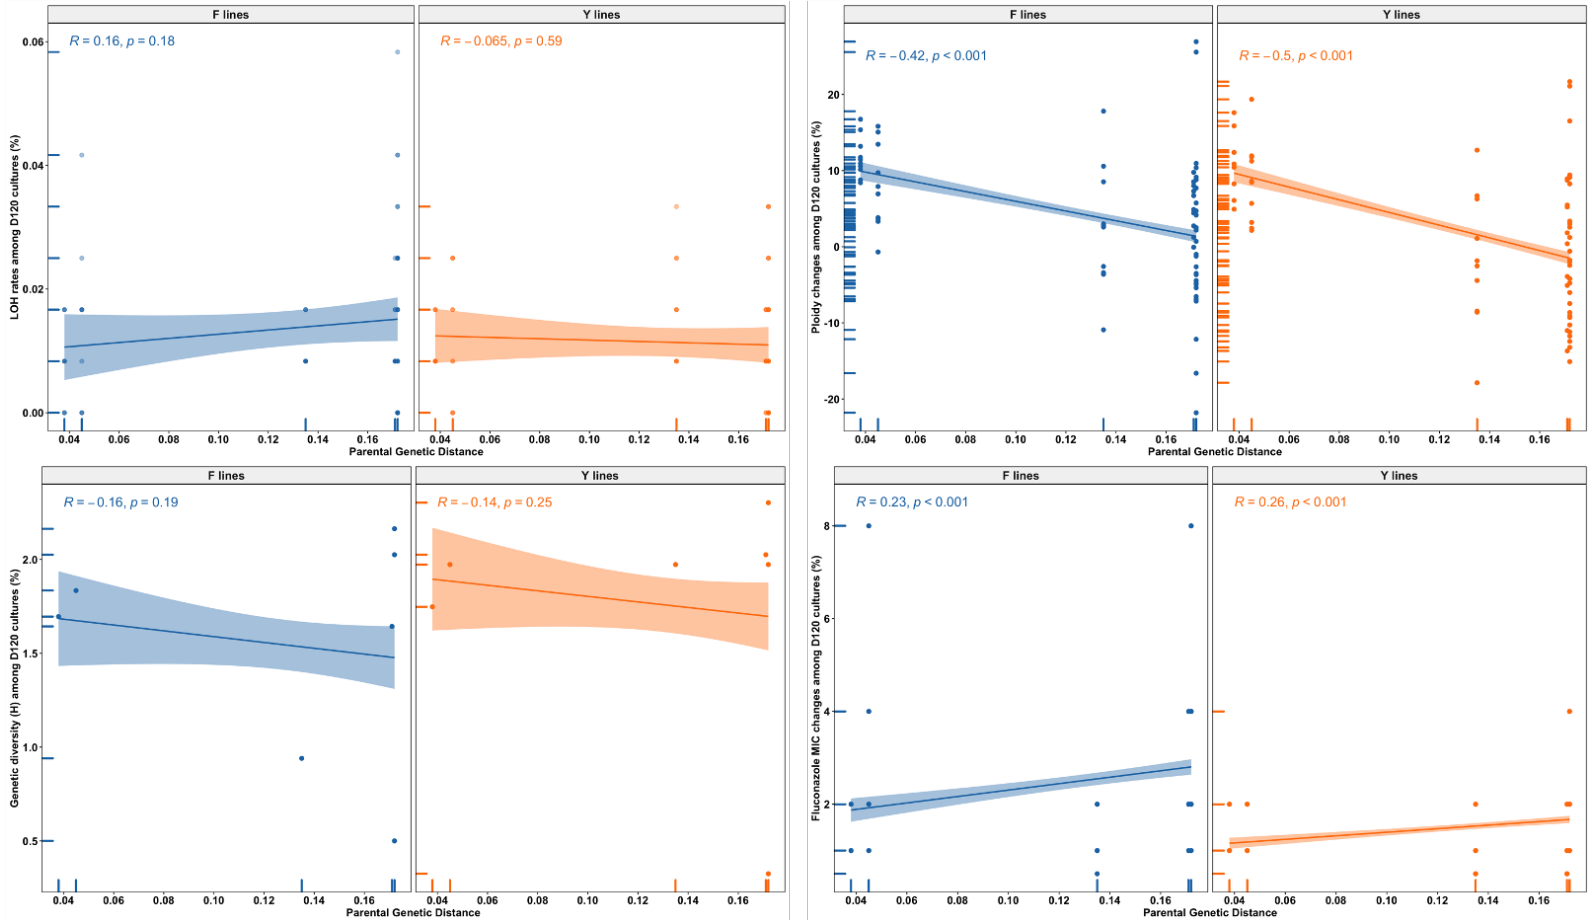 F lines
Y lines
R = 0.16, p = 0.18
R = −0.065, p = 0.59
LOH rates among D120 cultures (%)
0.06
0.04
0.02
0.00
0.04 0.06 0.08 0.10 0.12 0.14 0.16
0.04 0.06 0.08 0.10 0.12 0.14 0.16
Parental Genetic Distance
F lines
Y lines
R = −0.42, p < 0.001
R = −0.5, p < 0.001
Ploidy changes among D120 cultures (%)
20
10
0
-10
-20
0.04 0.06 0.08 0.10 0.12 0.14 0.16
0.04 0.06 0.08 0.10 0.12 0.14 0.16
Parental Genetic Distance
F lines
Y lines
R = −0.16, p = 0.19
R = −0.14, p = 0.25
Genetic diversity (H) among D120 cultures (%)
2.0
1.5
1.0
0.5
0.04 0.06 0.08 0.10 0.12 0.14 0.16
0.04 0.06 0.08 0.10 0.12 0.14 0.16
Parental Genetic Distance
F lines
Y lines
R = 0.23, p < 0.001
R = 0.26, p < 0.001
Fluconazole MIC changes among D120 cultures (%)
8
6
4
2
0.04 0.06 0.08 0.10 0.12 0.14 0.16
0.04 0.06 0.08 0.10 0.12 0.14 0.16
Parental Genetic Distance